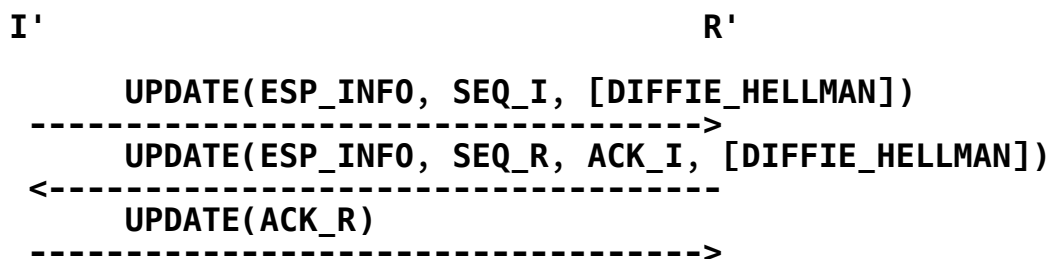 I' R'
UPDATE(ESP_INFO, SEQ_I, [DIFFIE_HELLMAN])
----------------------------------->
UPDATE(ESP_INFO, SEQ_R, ACK_I, [DIFFIE_HELLMAN])
<-----------------------------------
UPDATE(ACK_R)
----------------------------------->